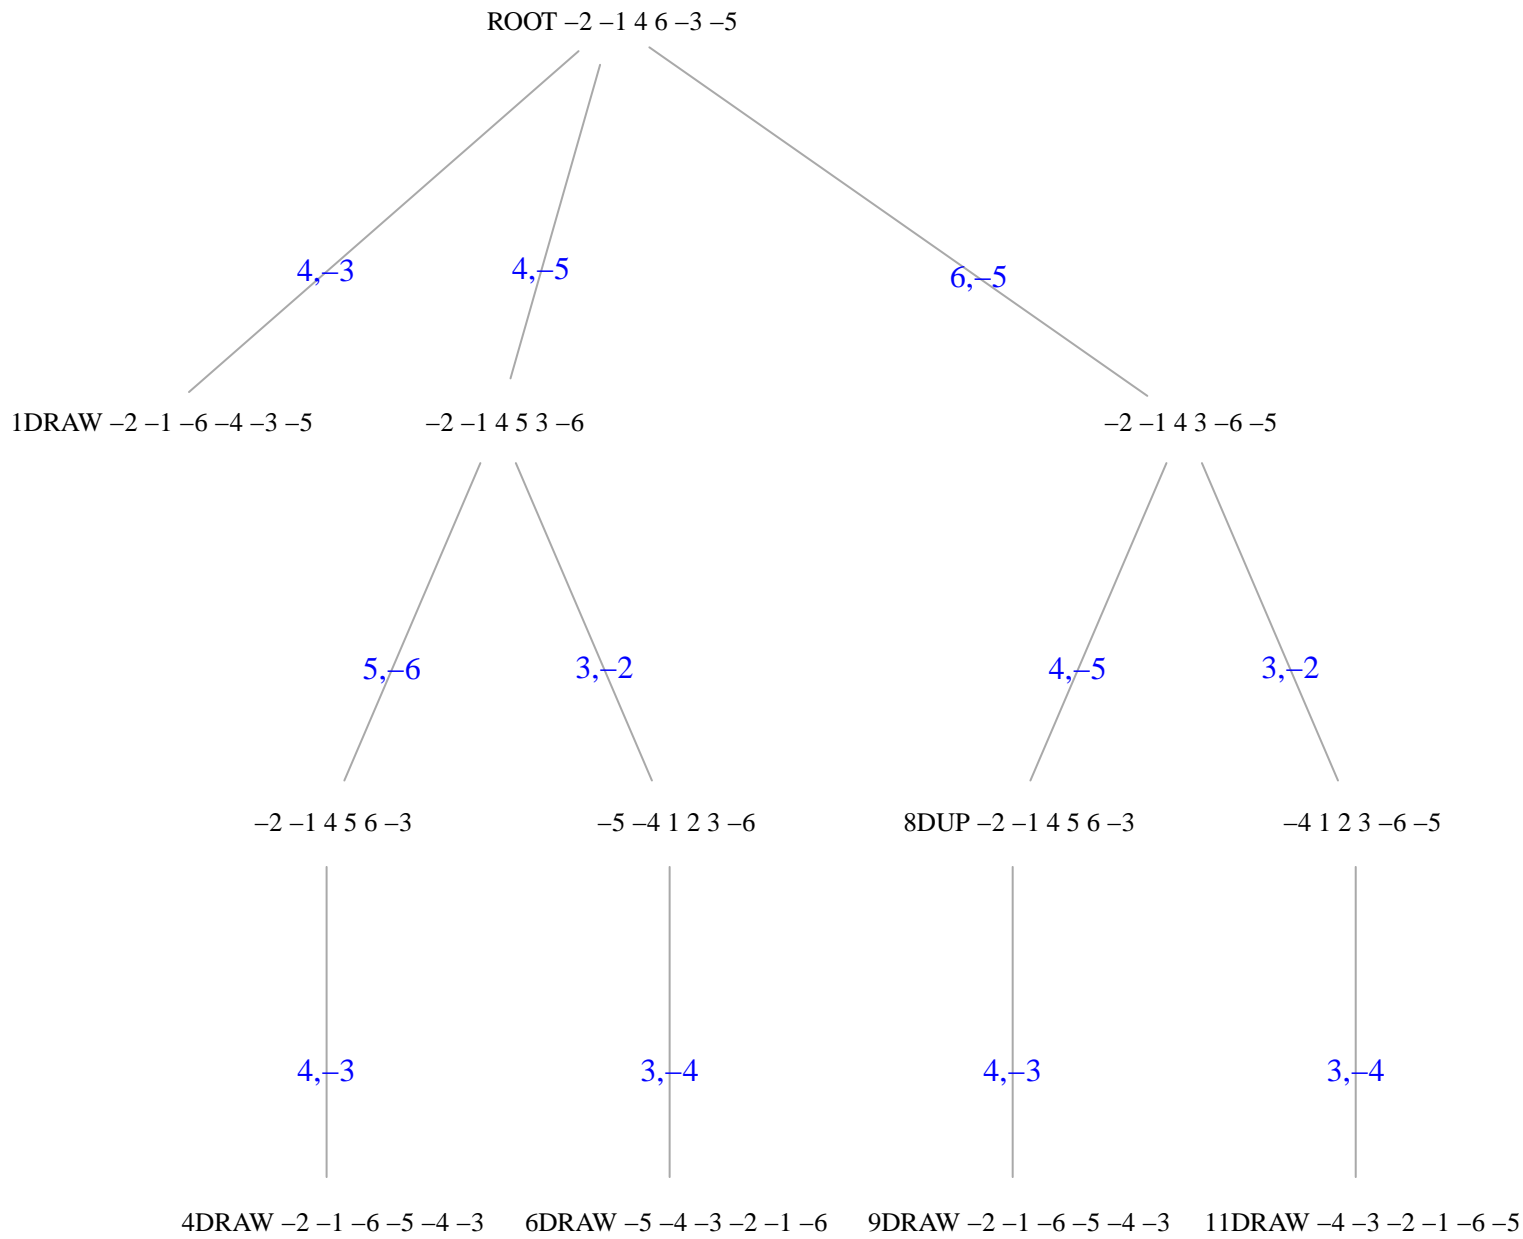 ROOT –2 –1 4 6 –3 –5
4,–3
4,–5
6,–5
1DRAW –2 –1 –6 –4 –3 –5
–2 –1 4 5 3 –6
–2 –1 4 3 –6 –5
5,–6
3,–2
4,–5
3,–2
–2 –1 4 5 6 –3
–5 –4 1 2 3 –6
8DUP –2 –1 4 5 6 –3
–4 1 2 3 –6 –5
4,–3
3,–4
4,–3
3,–4
4DRAW –2 –1 –6 –5 –4 –3
6DRAW –5 –4 –3 –2 –1 –6
9DRAW –2 –1 –6 –5 –4 –3
11DRAW –4 –3 –2 –1 –6 –5